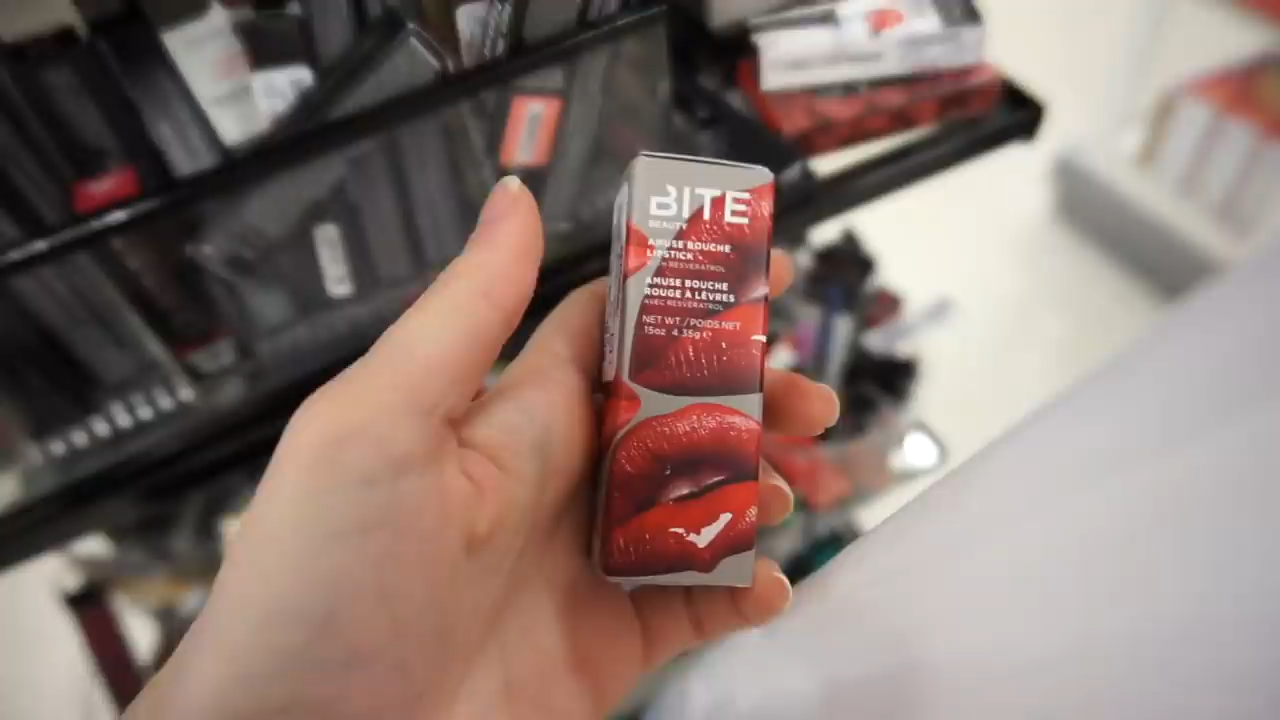 BITE
BEAUTY
AMUSE BOUCHE
LIPSTICK
WITH RESVERATROL
AMUSE BOUCHE
ROUGE À LÈVRES
AVEC RESVERATROL
NET WT./POIDS NET
.15oz 4.35g ℮